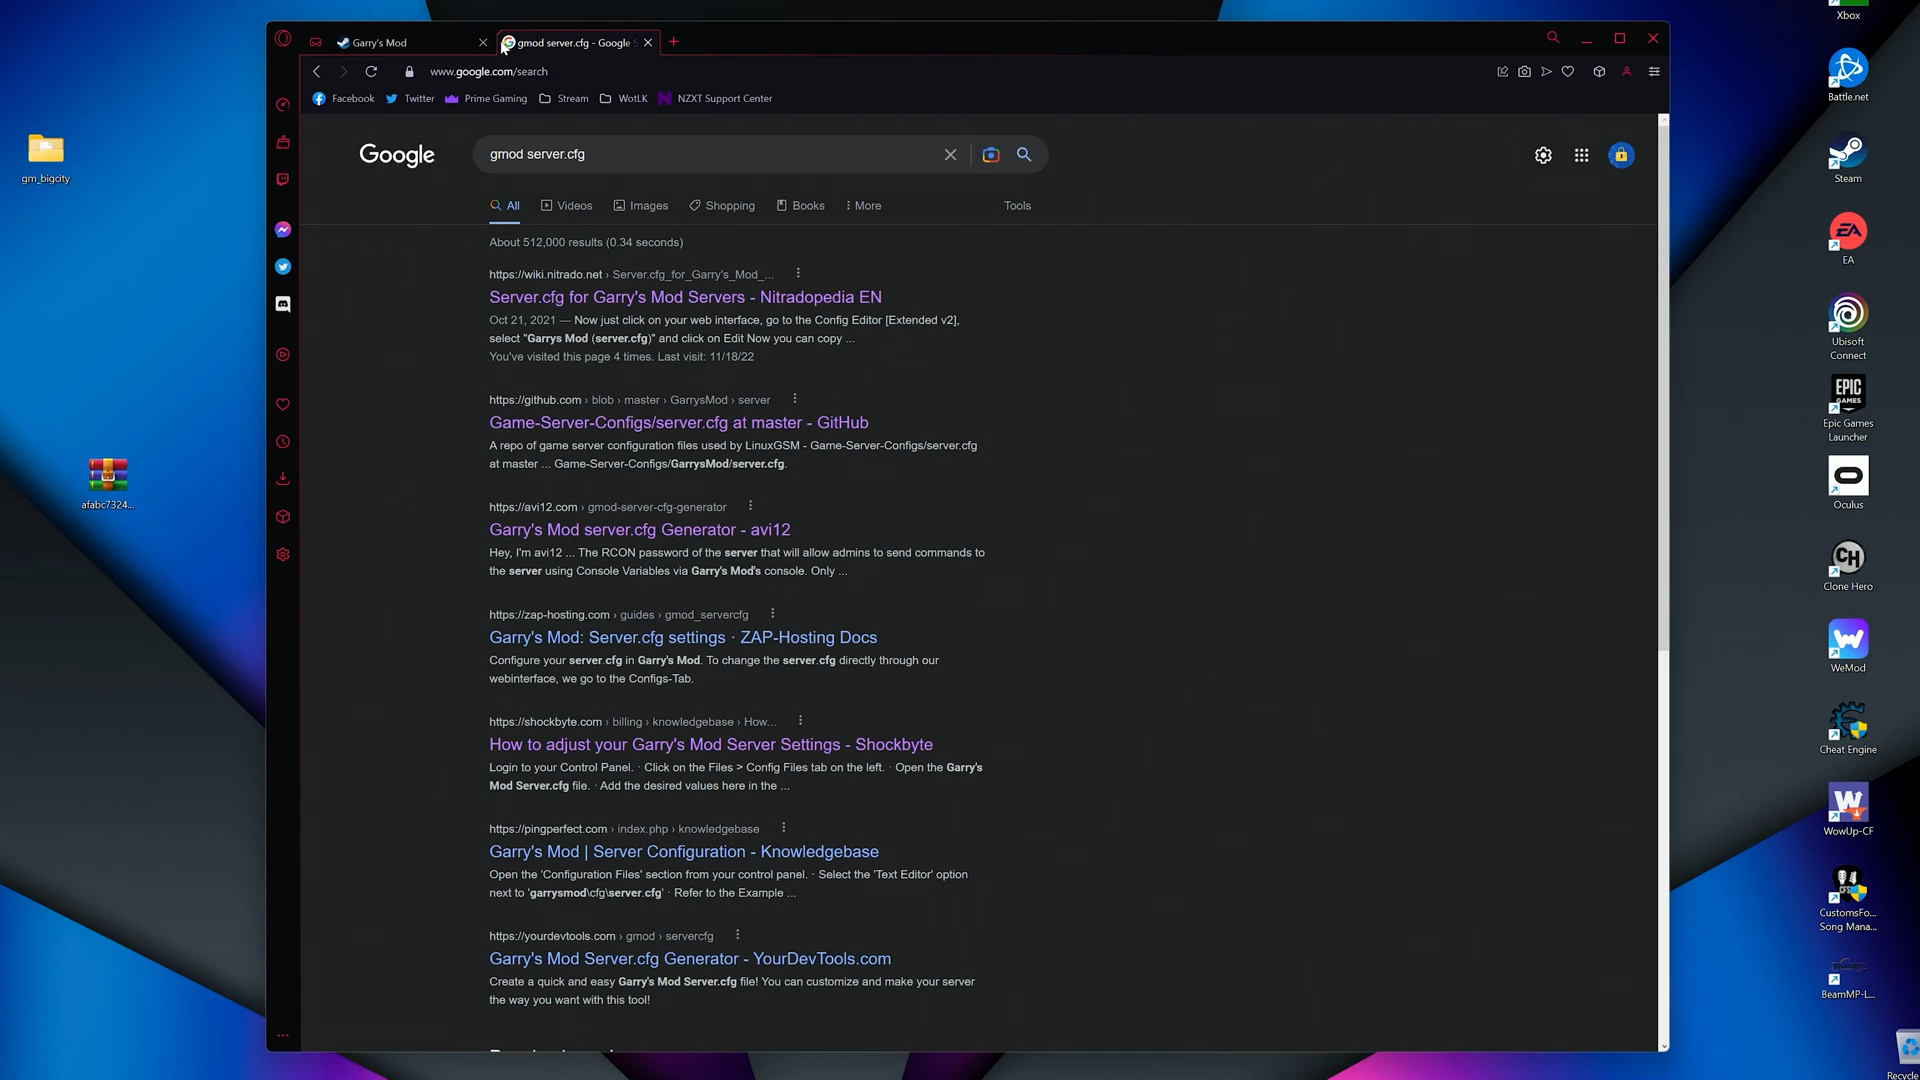 Garry's Mod
gmod server.cfg - Google
www.google.com/search
Facebook
Twitter
Prime Gaming
Stream
WotLK
NZXT Support Center
Google
gmod server.cfg
All
Videos
Images
Shopping
Books
More
Tools
About 512,000 results (0.34 seconds)
https://wiki.nitrado.net › Server.cfg_for_Garry's_Mod_...
Server.cfg for Garry's Mod Servers - Nitradopedia EN
Oct 21, 2021 — Now just click on your web interface, go to the Config Editor [Extended v2],
select "Garrys Mod (server.cfg)" and click on Edit Now you can copy ...
You've visited this page 4 times. Last visit: 11/18/22
https://github.com › blob › master › GarrysMod › server
Game-Server-Configs/server.cfg at master - GitHub
A repo of game server configuration files used by LinuxGSM - Game-Server-Configs/server.cfg
at master ... Game-Server-Configs/GarrysMod/server.cfg.
https://avi12.com › gmod-server-cfg-generator
Garry's Mod server.cfg Generator - avi12
Hey, I'm avi12 ... The RCON password of the server that will allow admins to send commands to
the server using Console Variables via Garry's Mod's console. Only ...
https://zap-hosting.com › guides › gmod_servercfg
Garry's Mod: Server.cfg settings · ZAP-Hosting Docs
Configure your server.cfg in Garry's Mod. To change the server.cfg directly through our
webinterface, we go to the Configs-Tab.
https://shockbyte.com › billing › knowledgebase › How...
How to adjust your Garry's Mod Server Settings - Shockbyte
Login to your Control Panel. · Click on the Files > Config Files tab on the left. · Open the Garry's
Mod Server.cfg file. · Add the desired values here in the ...
https://pingperfect.com › index.php › knowledgebase
Garry's Mod | Server Configuration - Knowledgebase
Open the 'Configuration Files' section from your control panel. · Select the 'Text Editor' option
next to 'garrysmod\cfg\server.cfg' · Refer to the Example ...
https://yourdevtools.com › gmod › servercfg
Garry's Mod Server.cfg Generator - YourDevTools.com
Create a quick and easy Garry's Mod Server.cfg file! You can customize and make your server
the way you want with this tool!
gm_bigcity
afabc7324...
Xbox
Battle.net
Steam
EA
Ubisoft
Connect
EPIC
GAMES
Epic Games
Launcher
Oculus
CH
Clone Hero
WeMod
Cheat Engine
WowUp-CF
CustomsFo...
Song Mana...
BeamMP-L...
Recycle